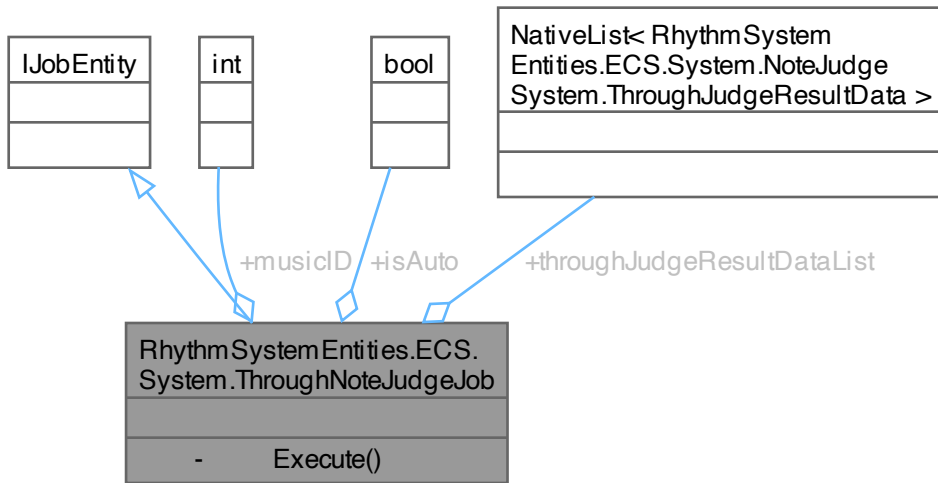 IJobEntity
int
bool
NativeList< RhythmSystem
Entities.ECS.System.NoteJudge
System.ThroughJudgeResultData >
+musicID
+isAuto
+throughJudgeResultDataList
RhythmSystemEntities.ECS.
System.ThroughNoteJudgeJob
- Execute()